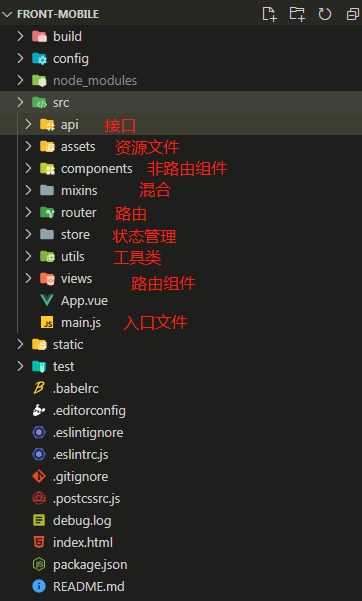 FRONT-MOBILE
build
config
node_modules
src
api 接口
assets 资源文件
components 非路由组件
mixins 混合
router 路由
store 状态管理
utils 工具类
views 路由组件
App.vue
main.js 入口文件
static
test
.babelrc
.editorconfig
.eslintignore
.eslintrc.js
.gitignore
.postcssrc.js
debug.log
index.html
package.json
README.md